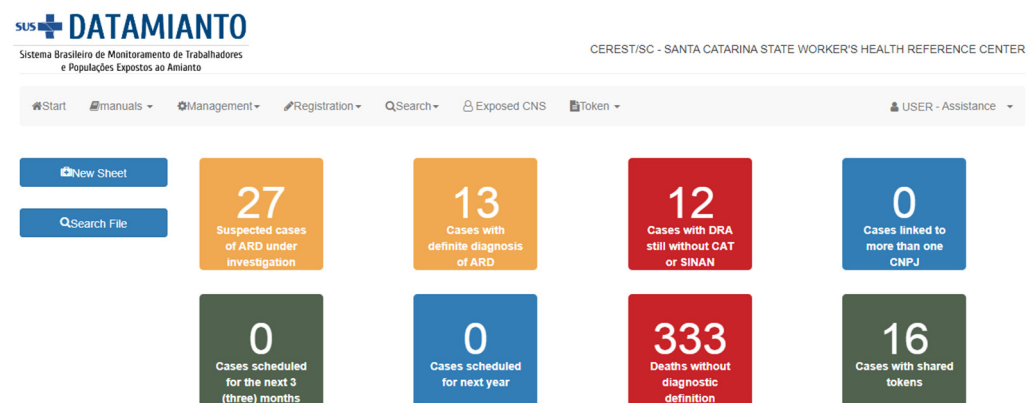 SUS DATAMIANTO
Sistema Brasileiro de Monitoramento de Trabalhadores
e Populações Expostos ao Amianto
CEREST/SC - SANTA CATARINA STATE WORKER'S HEALTH REFERENCE CENTER
Start manuals Management Registration Search Exposed CNS Token USER - Assistance
New Sheet
Search File
27
Suspected cases
of ARD under
investigation
13
Cases with
definite diagnosis
of ARD
12
Cases with DRA
still without CAT
or SINAN
0
Cases linked to
more than one
CNPJ
0
Cases scheduled
for the next 3
(three) months
0
Cases scheduled
for next year
333
Deaths without
diagnostic
definition
16
Cases with shared
tokens